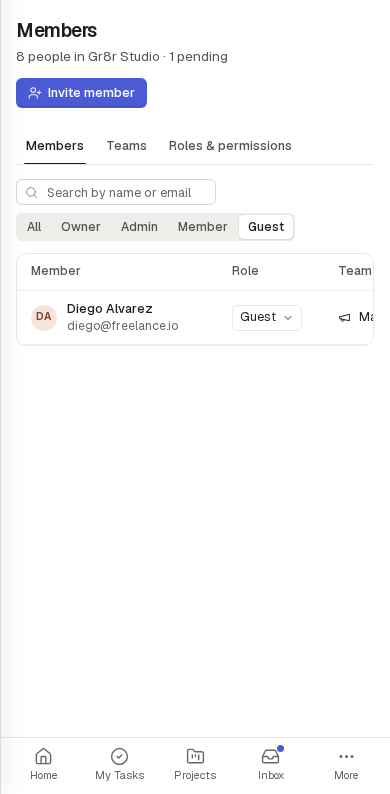 Members
8 people in Gr8r Studio · 1 pending
Invite member
Members Teams Roles & permissions
Search by name or email
All Owner Admin Member Guest
Member Role Team
DA Diego Alvarez Guest
diego@freelance.io
Home My Tasks Projects Inbox More